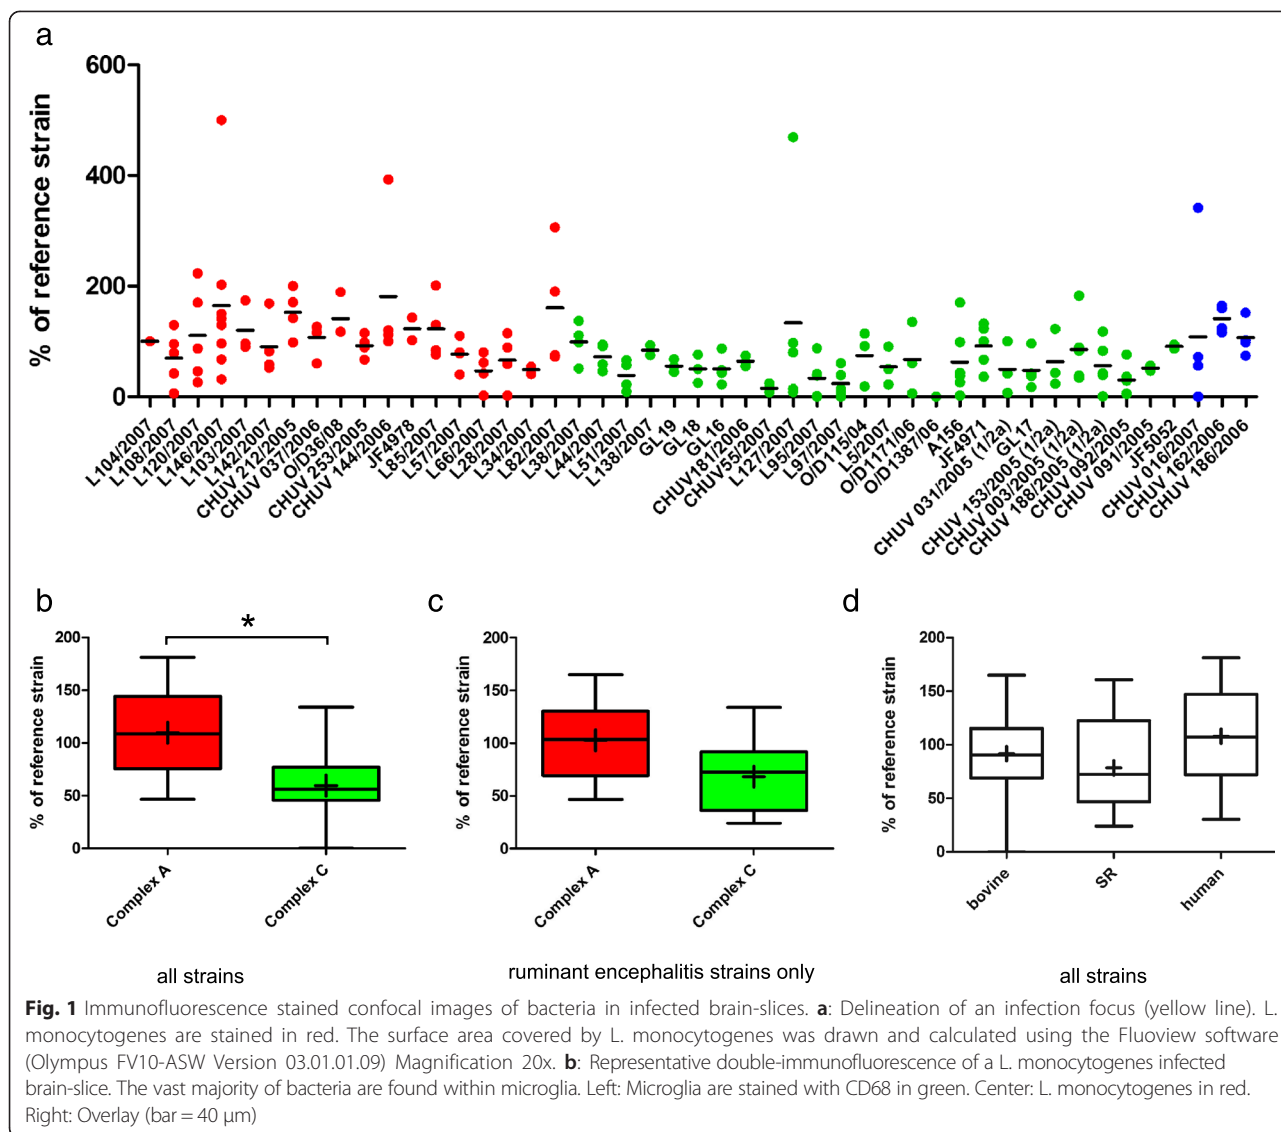 a
600
400
200
0
% of reference strain
L104/2007
L108/2007
L120/2007
L146/2007
L103/2007
L142/2007
CHUV 212/2005
CHUV 037/2006
O/D36/08
CHUV 253/2005
CHUV 144/2006
JF4978
L85/2007
L57/2007
L66/2007
L28/2007
L34/2007
L82/2007
L38/2007
L44/2007
L51/2007
L138/2007
GL19
GL18
GL16
CHUV181/2006
CHUV55/2007
L127/2007
L95/2007
L97/2007
O/D115/04
L5/2007
O/D1171/06
O/D1387/06
A156
JF4971
CHUV 031/2005 (1/2a)
GL17
CHUV 153/2005 (1/2a)
CHUV 003/2005 (1/2a)
CHUV 188/2005 (1/2a)
CHUV 092/2005
CHUV 091/2005
JF5052
CHUV 016/2007
CHUV 162/2006
CHUV 186/2006
b
200
150
100
50
0
% of reference strain
*
Complex A
Complex C
all strains
c
200
150
100
50
0
% of reference strain
Complex A
Complex C
ruminant encephalitis strains only
d
200
150
100
50
0
% of reference strain
bovine
SR
human
all strains
Fig. 1 Immunofluorescence stained confocal images of bacteria in infected brain-slices. a: Delineation of an infection focus (yellow line). L.
monocytogenes are stained in red. The surface area covered by L. monocytogenes was drawn and calculated using the Fluoview software
(Olympus FV10-ASW Version 03.01.01.09) Magnification 20x. b: Representative double-immunofluorescence of a L. monocytogenes infected
brain-slice. The vast majority of bacteria are found within microglia. Left: Microglia are stained with CD68 in green. Center: L. monocytogenes in red.
Right: Overlay (bar = 40 μm)